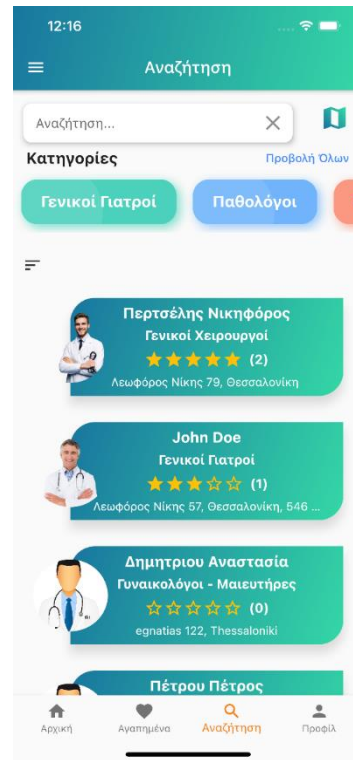 12:16
Αναζήτηση
Αναζήτηση...
Κατηγορίες
Προβολή Όλων
Γενικοί Γιατροί
Παθολόγοι
Περτσέλης Νικηφόρος
Γενικοί Χειρουργοί
(2)
Λεωφόρος Νίκης 79, Θεσσαλονίκη
John Doe
Γενικοί Γιατροί
(1)
Λεωφόρος Νίκης 57, Θεσσαλονίκη, 546 ...
Δημητριου Αναστασία
Γυναικολόγοι - Μαιευτήρες
(0)
egnatias 122, Thessaloniki
Πέτρου Πέτρος
Αρχική
Αγαπημένα
Αναζήτηση
Προφίλ